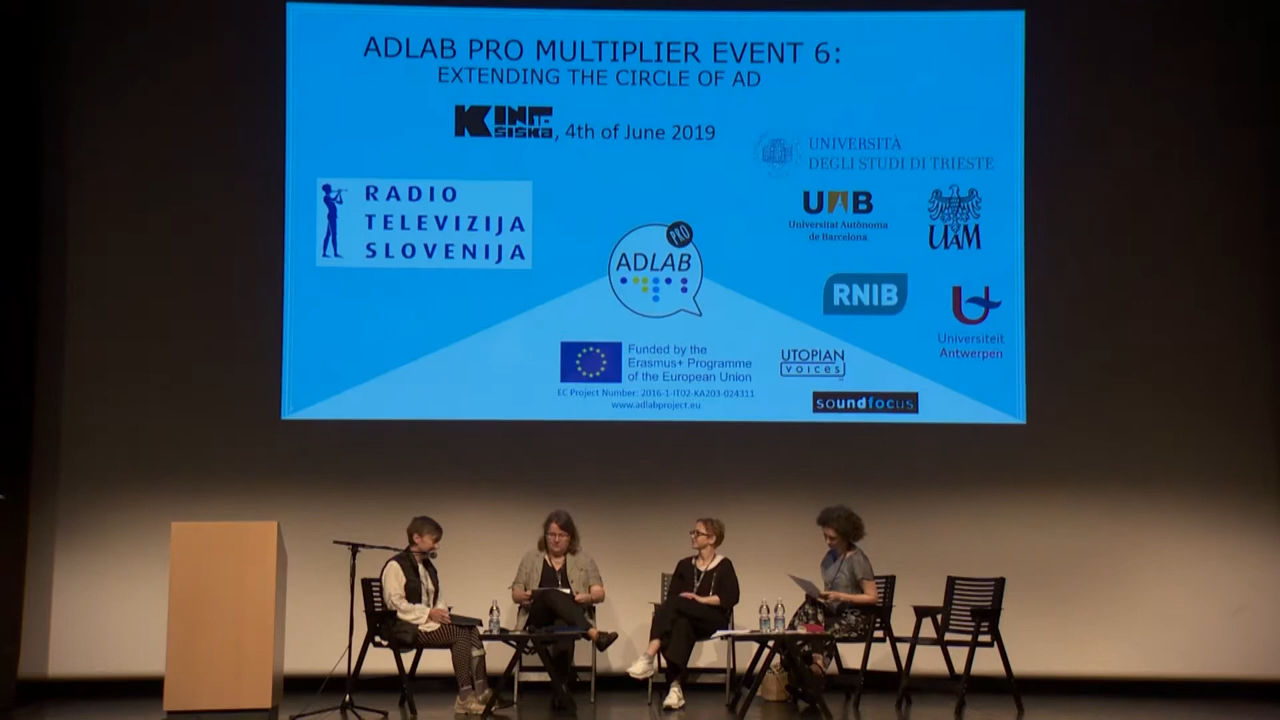 ADLAB PRO MULTIPLIER EVENT 6:
EXTENDING THE CIRCLE OF AD
KINO SIŠKA, 4th of June 2019
UNIVERSITÀ
DEGLI STUDI DI TRIESTE
RADIO
TELEVIZIJA
SLOVENIJA
UAB
Universitat Autònoma
de Barcelona
UAM
PRO
ADLAB
RNIB
Universiteit
Antwerpen
Funded by the
Erasmus+ Programme
of the European Union
UTOPIAN
voices
EC Project Number: 2016-1-IT02-KA203-024311
www.adlabproject.eu
soundfocus